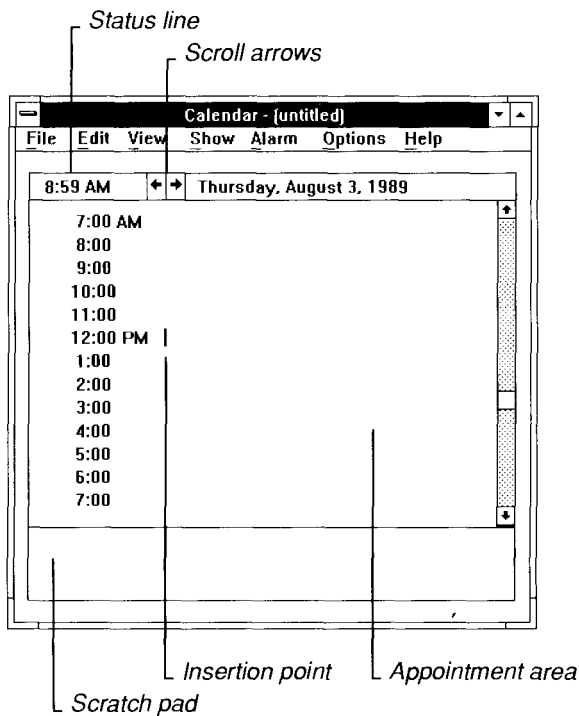 Status line
Scroll arrows
Calendar - (untitled)
File Edit View Show Alarm Options Help
8:59 AM Thursday, August 3, 1989
7:00 AM
8:00
9:00
10:00
11:00
12:00 PM
1:00
2:00
3:00
4:00
5:00
6:00
7:00
Insertion point Appointment area
Scratch pad